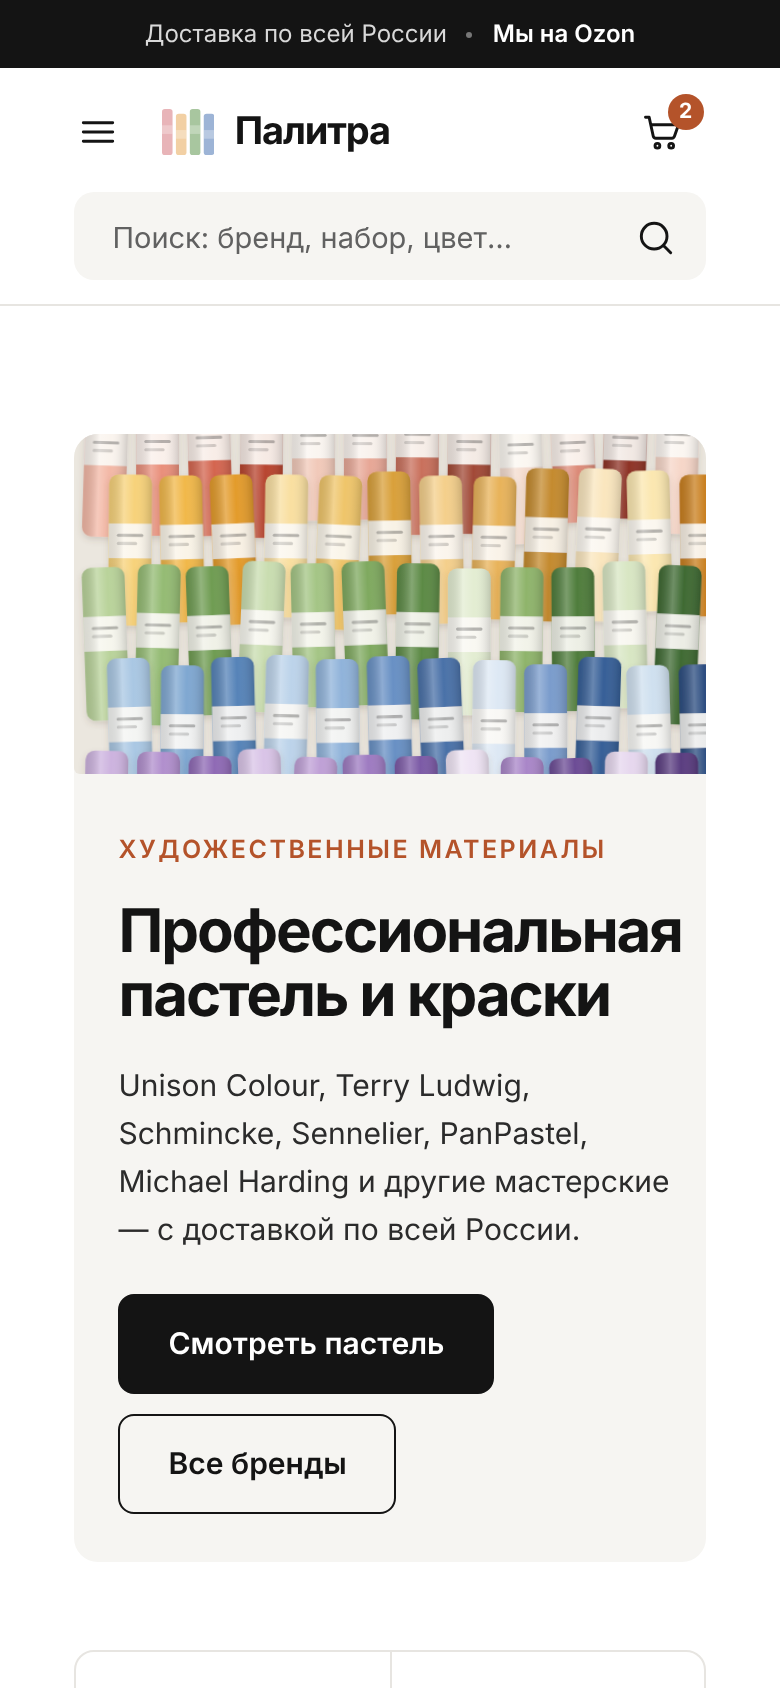 Доставка по всей России • Мы на Ozon
Палитра
2
Поиск: бренд, набор, цвет...
ХУДОЖЕСТВЕННЫЕ МАТЕРИАЛЫ
Профессиональная
пастель и краски
Unison Colour, Terry Ludwig,
Schmincke, Sennelier, PanPastel,
Michael Harding и другие мастерские
— с доставкой по всей России.
Смотреть пастель
Все бренды